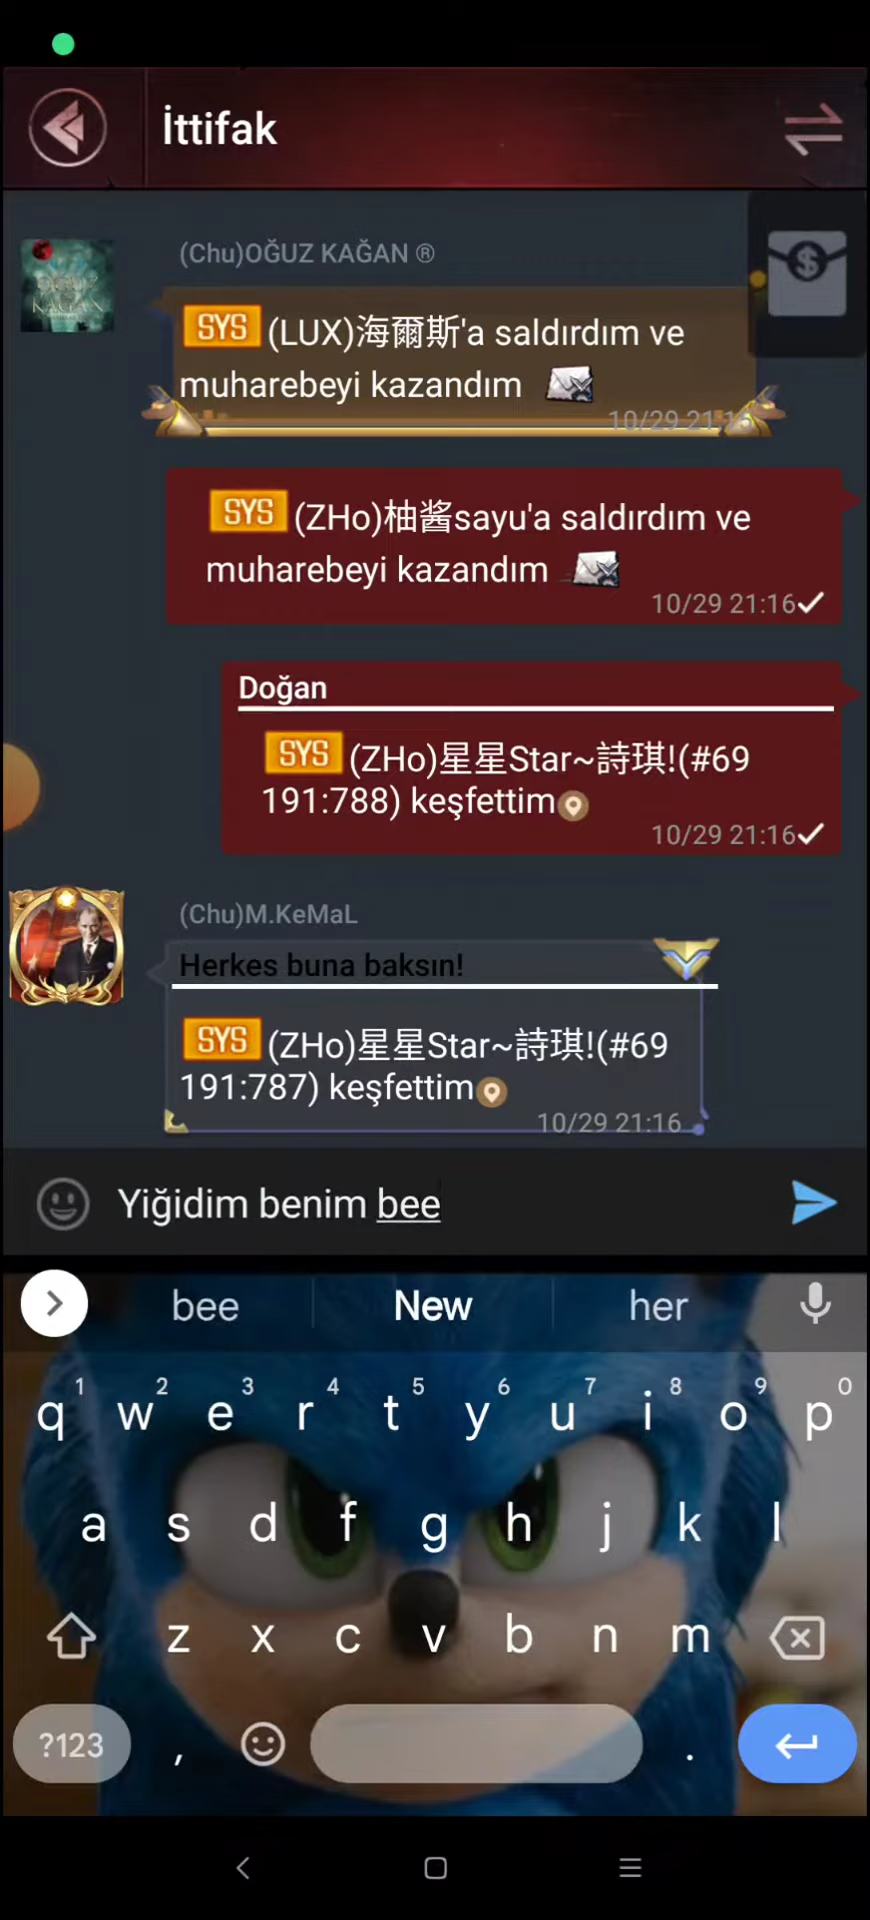 İttifak
(Chu)OĞUZ KAĞAN ®
OĞUZ
KAĞAN
$
SYS (LUX)海爾斯'a saldırdım ve
muharebeyi kazandım
10/29 21:15
SYS (ZHo)柚酱sayu'a saldırdım ve
muharebeyi kazandım
10/29 21:16
Doğan
SYS (ZHo)星星Star~詩琪!(#69
191:788) keşfettim
10/29 21:16
(Chu)M.KeMaL
Herkes buna baksın!
SYS (ZHo)星星Star~詩琪!(#69
191:787) keşfettim
10/29 21:16
Yiğidim benim bee
bee New her
1 2 3 4 5 6 7 8 9 0
q w e r t y u i o p
a s d f g h j k l
z x c v b n m
?123 , .